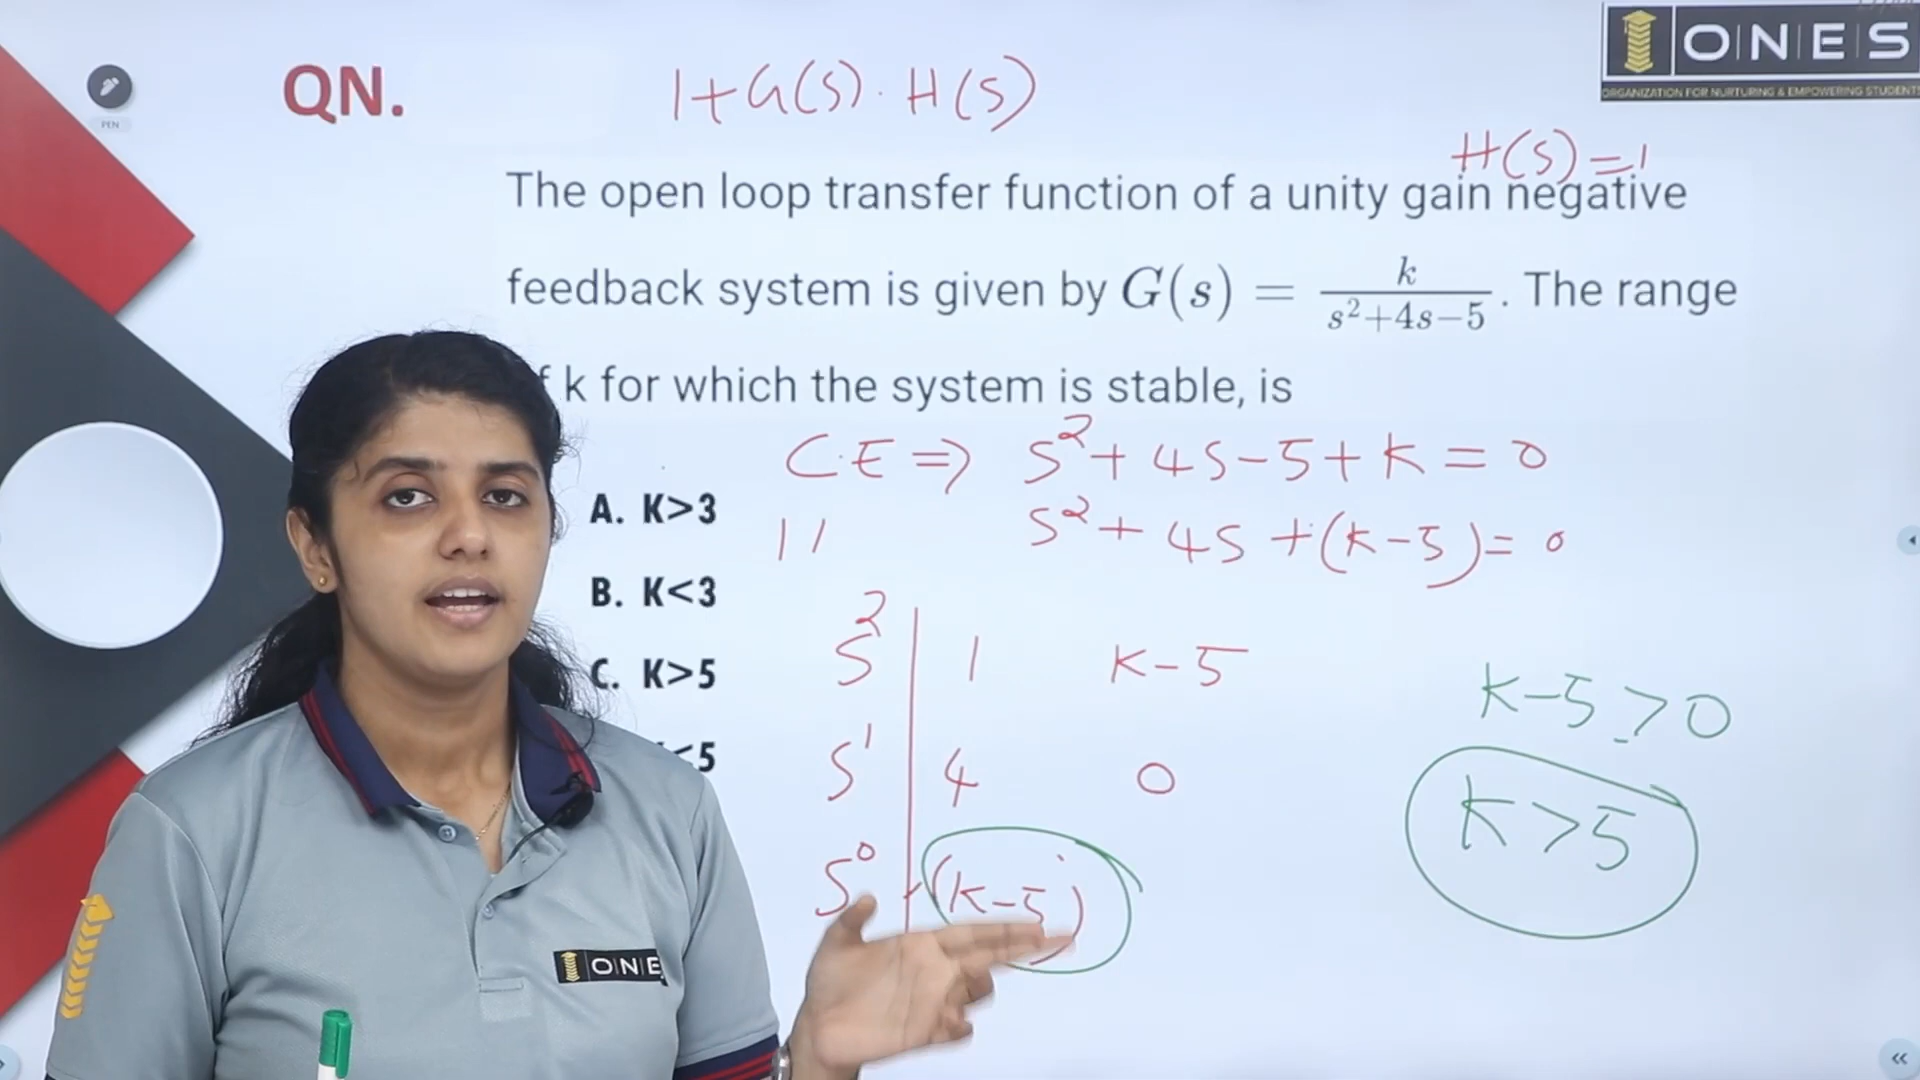 QN.
PEN
1+G(S).H(S)
ONES
ORGANIZATION FOR NURTURING & EMPOWERING STUDENTS
H(S)=1
The open loop transfer function of a unity gain negative
feedback system is given by G(s) = k/(s²+4s−5). The range
f k for which the system is stable, is
C.E ⇒ S²+4S−5+K=0
A. K>3
11 S²+4S+(K−5)=0
B. K<3
S² | 1 K−5
C. K>5
K−5>0
<5
S¹ | 4 0
K>5
S⁰ | (K−5)
ONE